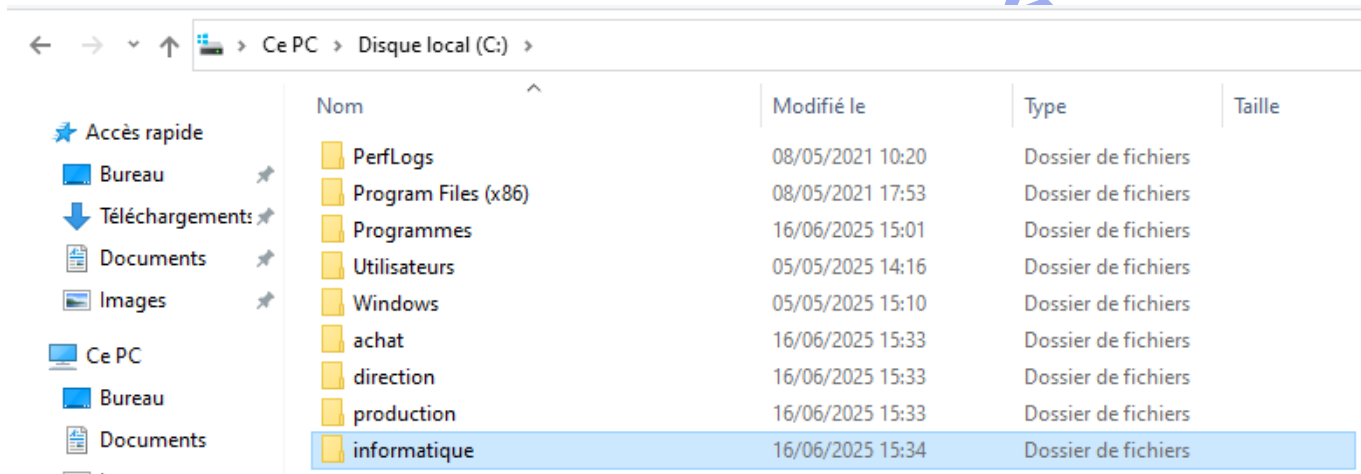 Ce PC > Disque local (C:) >
Nom Modifié le Type Taille
Accès rapide
Bureau
Téléchargements
Documents
Images
Ce PC
Bureau
Documents
PerfLogs 08/05/2021 10:20 Dossier de fichiers
Program Files (x86) 08/05/2021 17:53 Dossier de fichiers
Programmes 16/06/2025 15:01 Dossier de fichiers
Utilisateurs 05/05/2025 14:16 Dossier de fichiers
Windows 05/05/2025 15:10 Dossier de fichiers
achat 16/06/2025 15:33 Dossier de fichiers
direction 16/06/2025 15:33 Dossier de fichiers
production 16/06/2025 15:33 Dossier de fichiers
informatique 16/06/2025 15:34 Dossier de fichiers